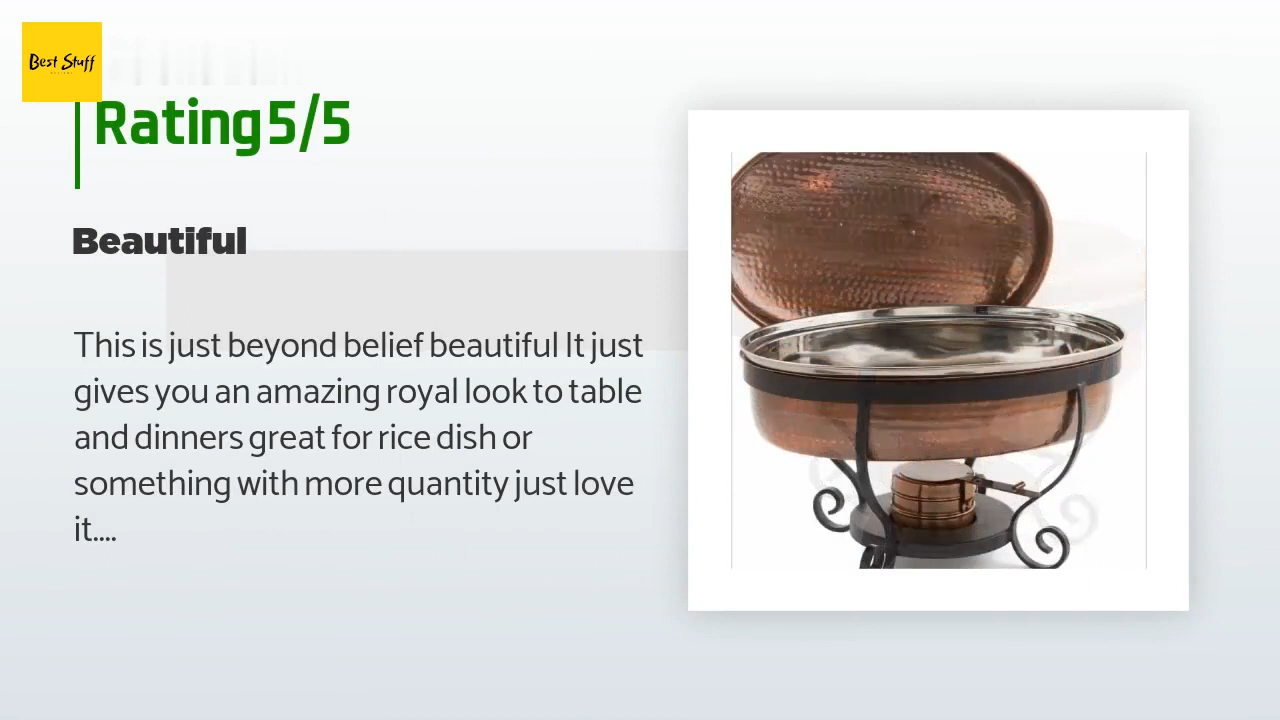 Best Stuff
Rating 5/5
Beautiful
This is just beyond belief beautiful It just
gives you an amazing royal look to table
and dinners great for rice dish or
something with more quantity just love
it....